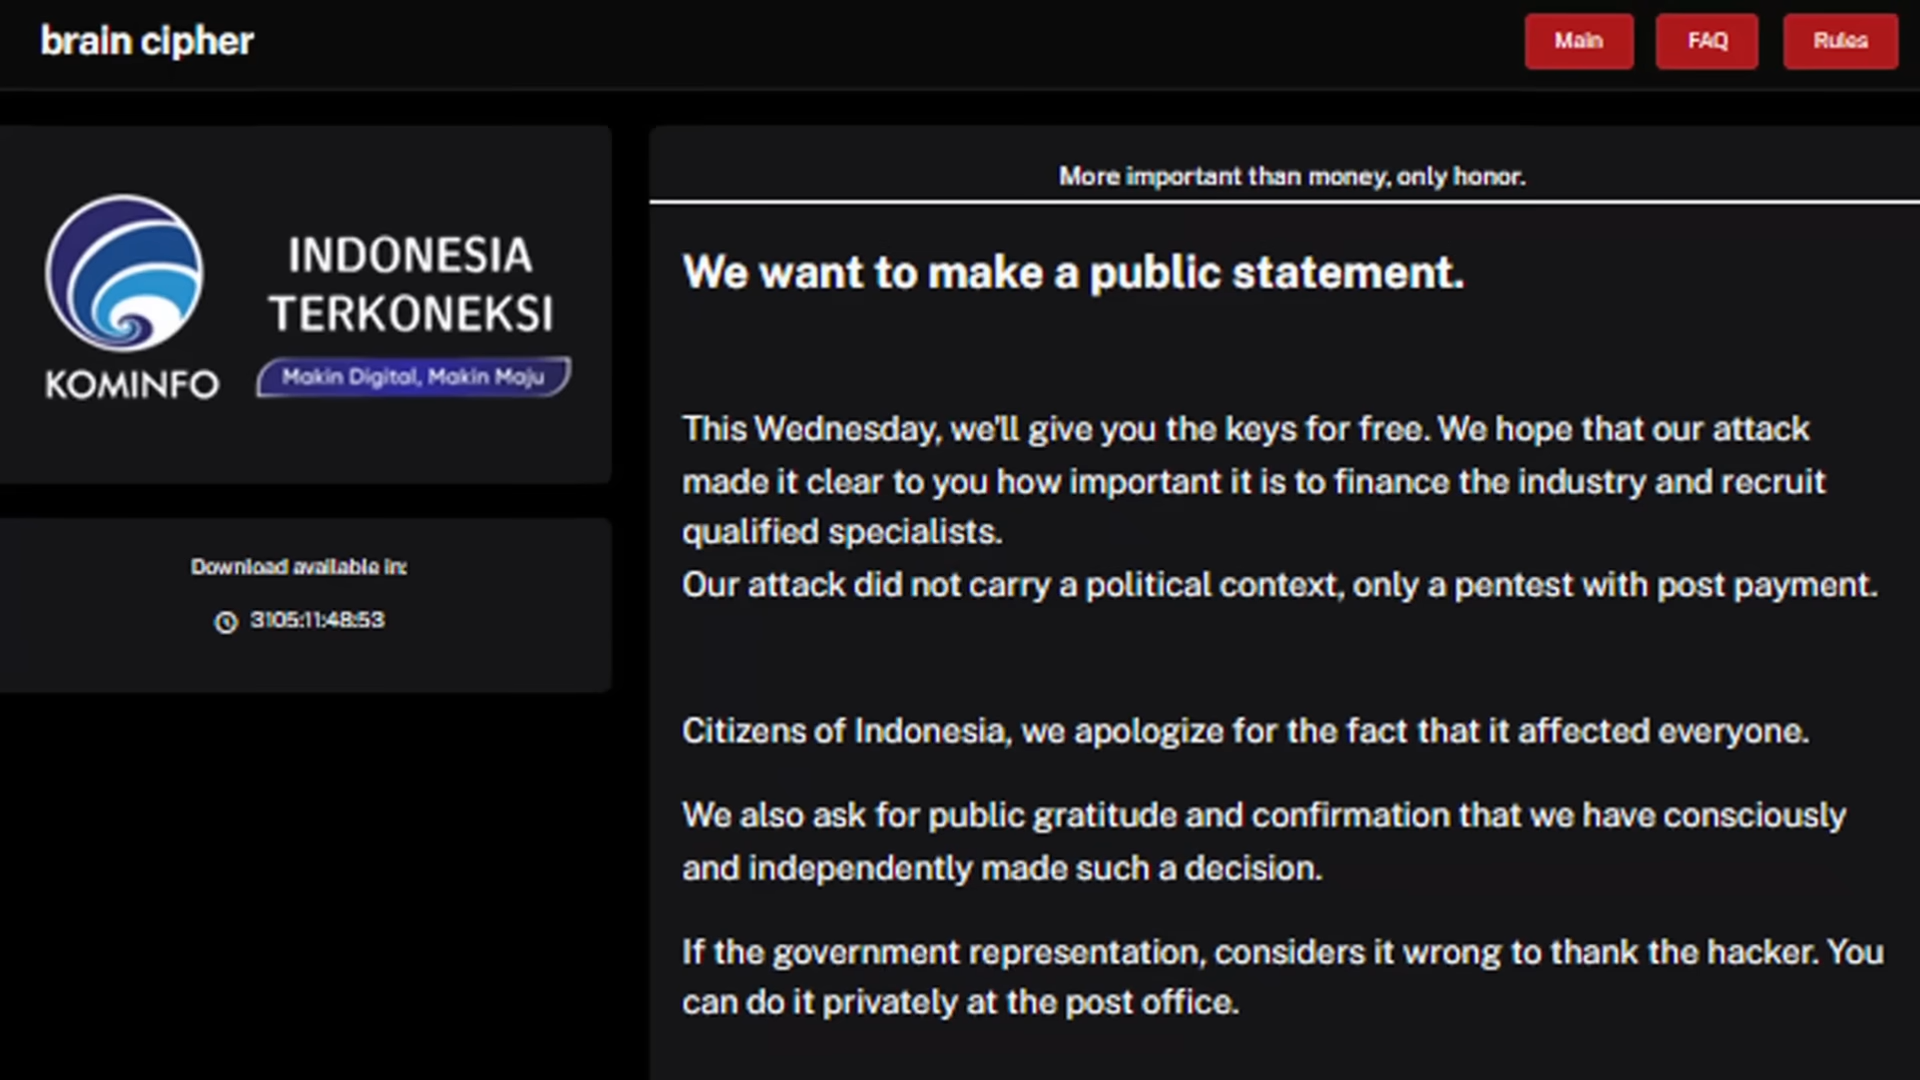 brain cipher
Main
FAQ
Rules
INDONESIA
TERKONEKSI
KOMINFO
Makin Digital, Makin Maju
Download available in:
3105:11:48:53
More important than money, only honor.
We want to make a public statement.
This Wednesday, we'll give you the keys for free. We hope that our attack
made it clear to you how important it is to finance the industry and recruit
qualified specialists.
Our attack did not carry a political context, only a pentest with post payment.
Citizens of Indonesia, we apologize for the fact that it affected everyone.
We also ask for public gratitude and confirmation that we have consciously
and independently made such a decision.
If the government representation, considers it wrong to thank the hacker. You
can do it privately at the post office.